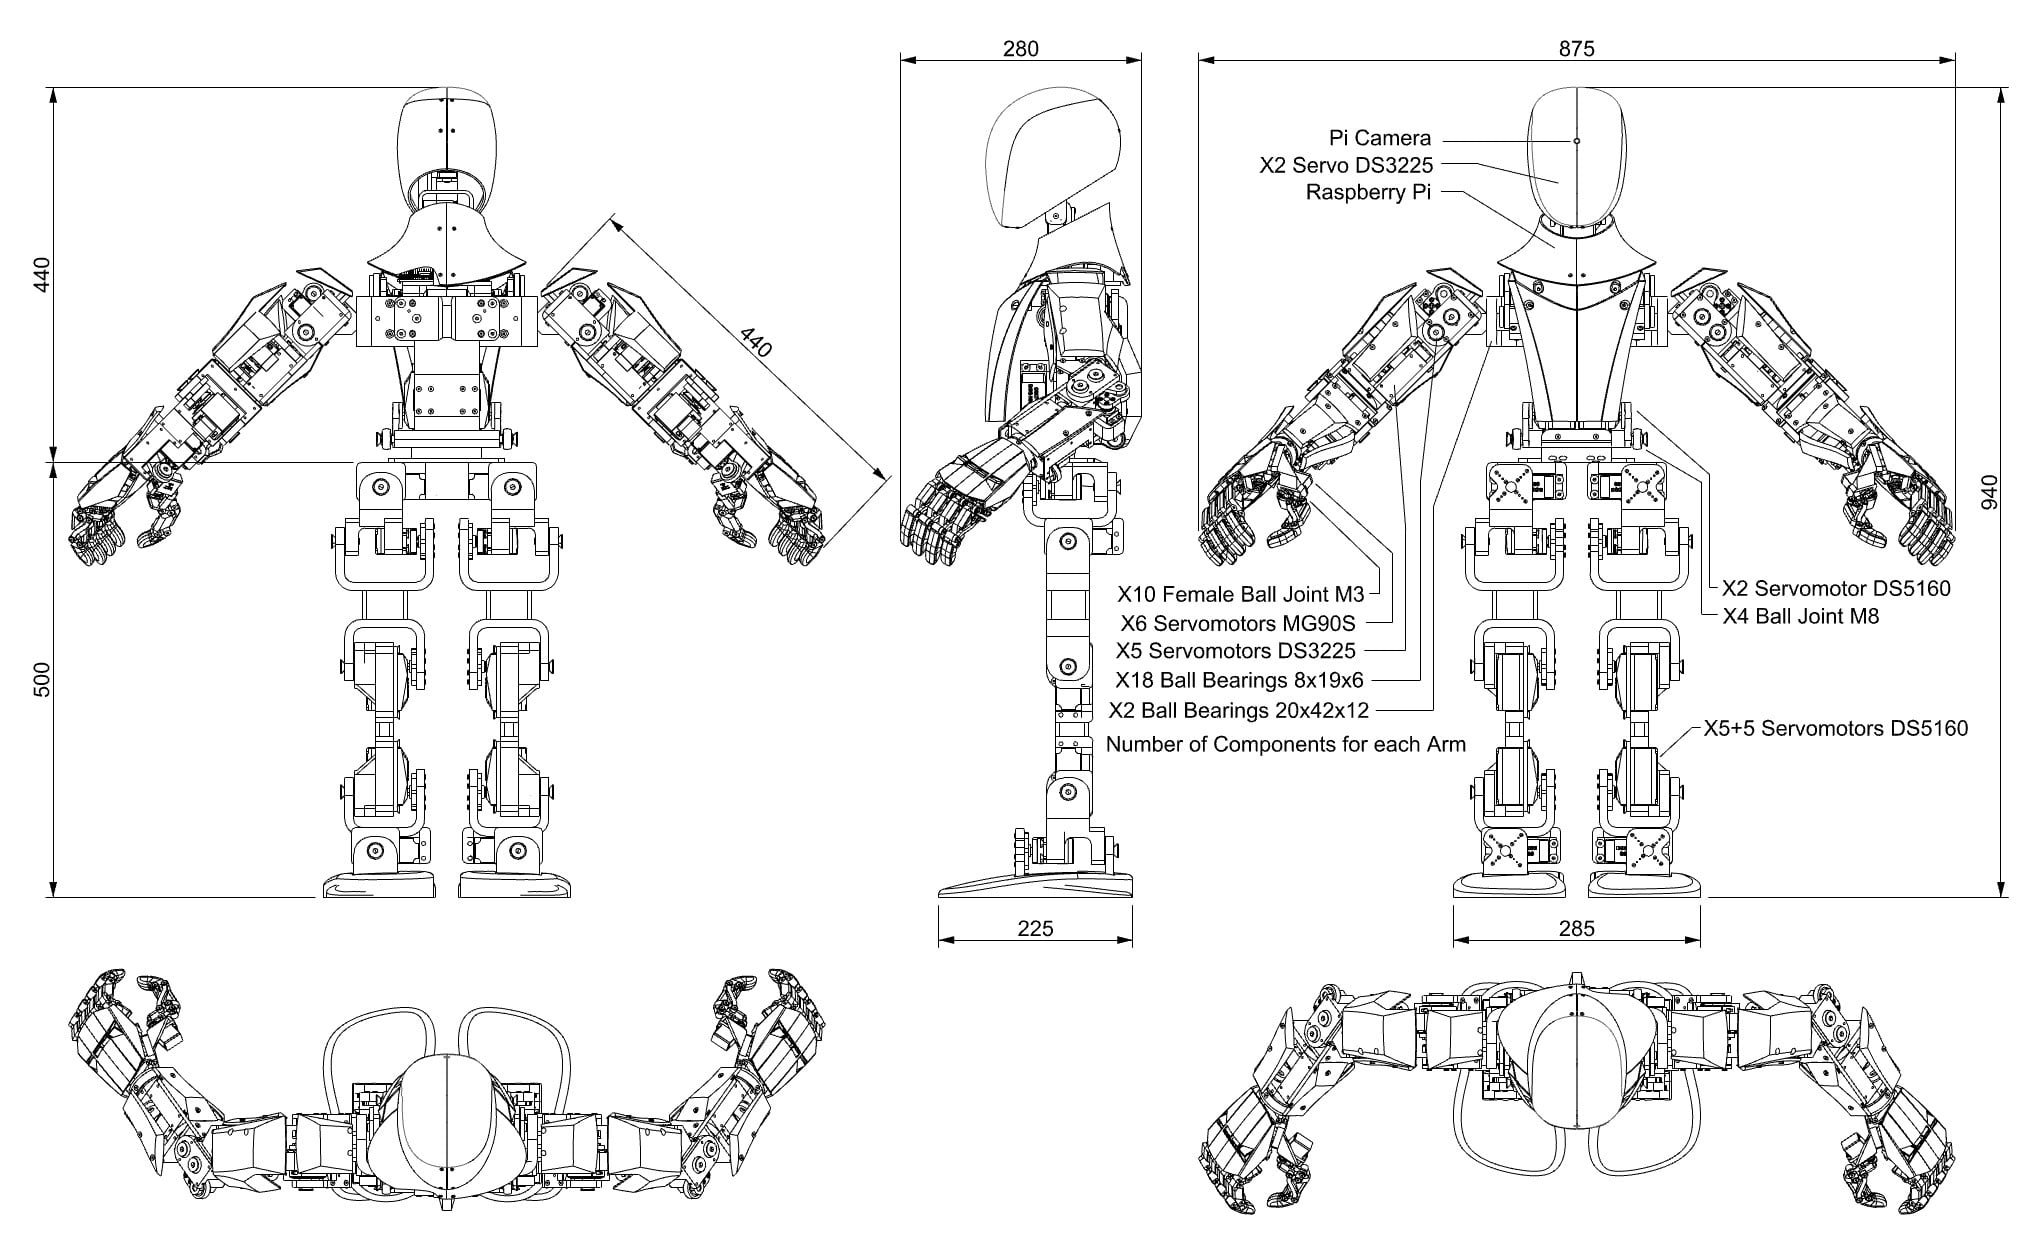 280
875
Pi Camera
X2 Servo DS3225
Raspberry Pi
440
440
940
500
X10 Female Ball Joint M3
X6 Servomotors MG90S
X5 Servomotors DS3225
X18 Ball Bearings 8x19x6
X2 Ball Bearings 20x42x12
Number of Components for each Arm
X2 Servomotor DS5160
X4 Ball Joint M8
X5+5 Servomotors DS5160
225
285